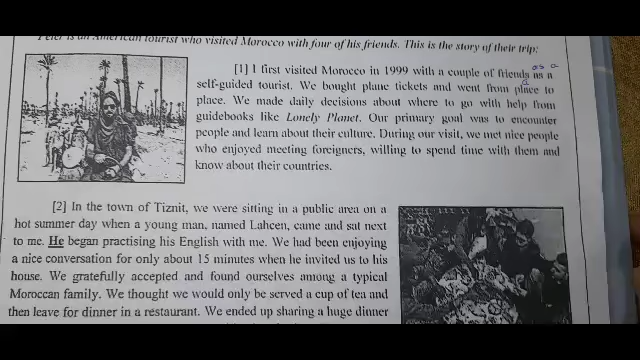 Peter is an American tourist who visited Morocco with four of his friends. This is the story of their trip:
as a
[1] I first visited Morocco in 1999 with a couple of friends as a
self-guided tourist. We bought plane tickets and went from place to
place. We made daily decisions about where to go with help from
guidebooks like Lonely Planet. Our primary goal was to encounter
people and learn about their culture. During our visit, we met nice people
who enjoyed meeting foreigners, willing to spend time with them and
know about their countries.
[2] In the town of Tiznit, we were sitting in a public area on a
hot summer day when a young man, named Lahcen, came and sat next
to me. He began practising his English with me. We had been enjoying
a nice conversation for only about 15 minutes when he invited us to his
house. We gratefully accepted and found ourselves among a typical
Moroccan family. We thought we would only be served a cup of tea and
then leave for dinner in a restaurant. We ended up sharing a huge dinner